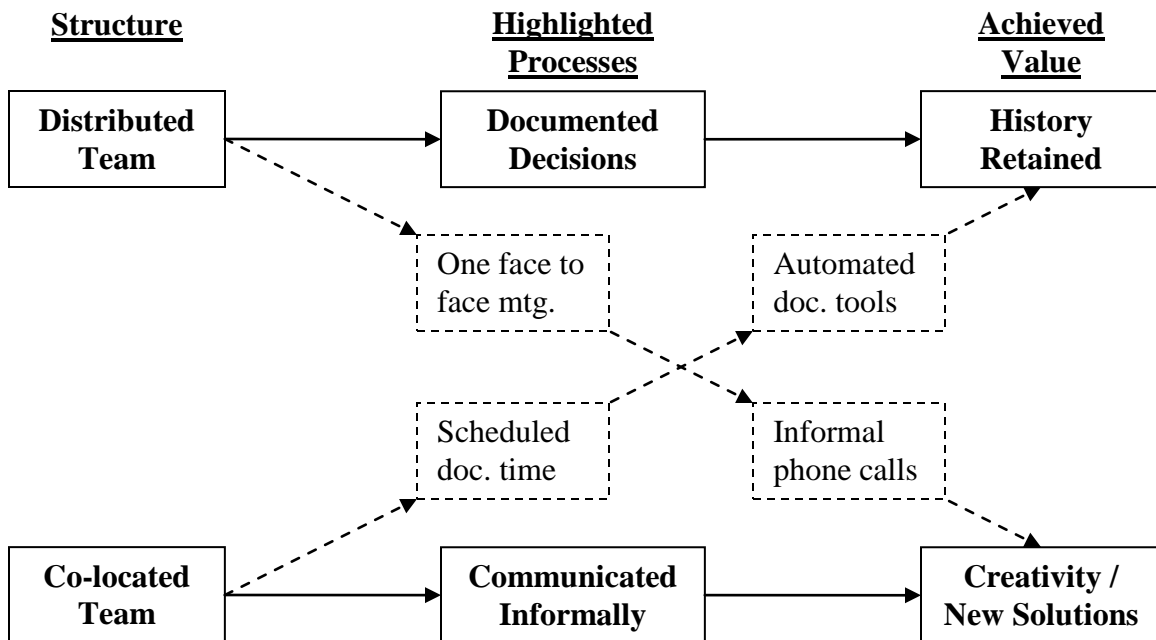 Structure
Highlighted
Processes
Achieved
Value
Distributed
Team
Documented
Decisions
History
Retained
One face to
face mtg.
Automated
doc. tools
Scheduled
doc. time
Informal
phone calls
Co-located
Team
Communicated
Informally
Creativity /
New Solutions